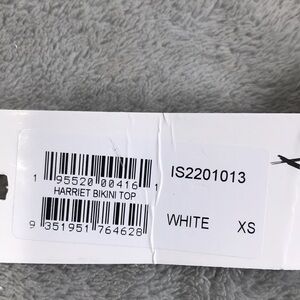 IS2201013
1 95520 00416 1
HARRIET BIKINI TOP
WHITE XS
9 351951 764628